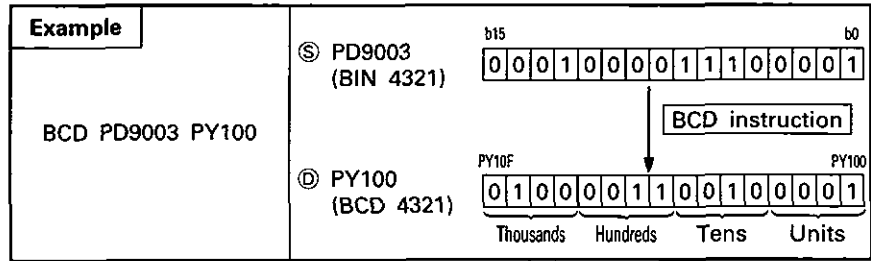 Example
BCD PD9003 PY100
Ⓢ PD9003
(BIN 4321)
b15 b0
0 0 0 1 0 0 0 0 1 1 1 0 0 0 0 1
BCD instruction
Ⓓ PY100
(BCD 4321)
PY10F PY100
0 1 0 0 0 0 1 1 0 0 1 0 0 0 0 1
Thousands Hundreds Tens Units